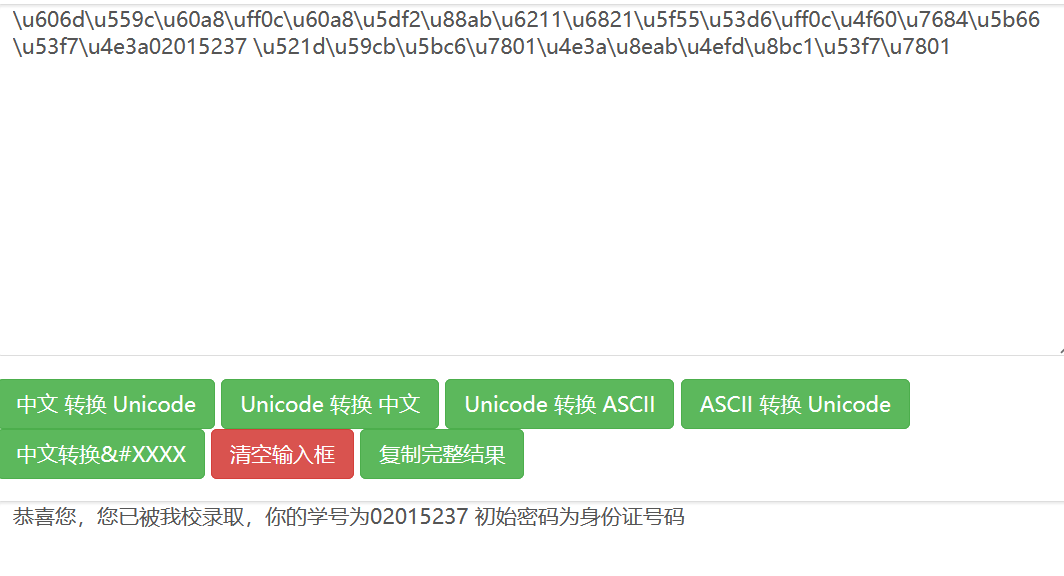 \u606d\u559c\u60a8\uff0c\u60a8\u5df2\u88ab\u6211\u6821\u5f55\u53d6\uff0c\u4f60\u7684\u5b66
\u53f7\u4e3a02015237 \u521d\u59cb\u5bc6\u7801\u4e3a\u8eab\u4efd\u8bc1\u53f7\u7801
中文 转换 Unicode
Unicode 转换 中文
Unicode 转换 ASCII
ASCII 转换 Unicode
中文转换&#XXXX
清空输入框
复制完整结果
恭喜您，您已被我校录取，你的学号为02015237 初始密码为身份证号码